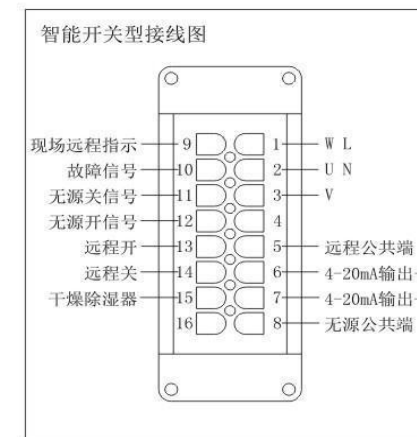 智能开关型接线图
现场远程指示 9 1 W L
故障信号 10 2 U N
无源关信号 11 3 V
无源开信号 12 4
远程开 13 5 远程公共端
远程关 14 6 4-20mA输出
干燥除湿器 15 7 4-20mA输出
16 8 无源公共端